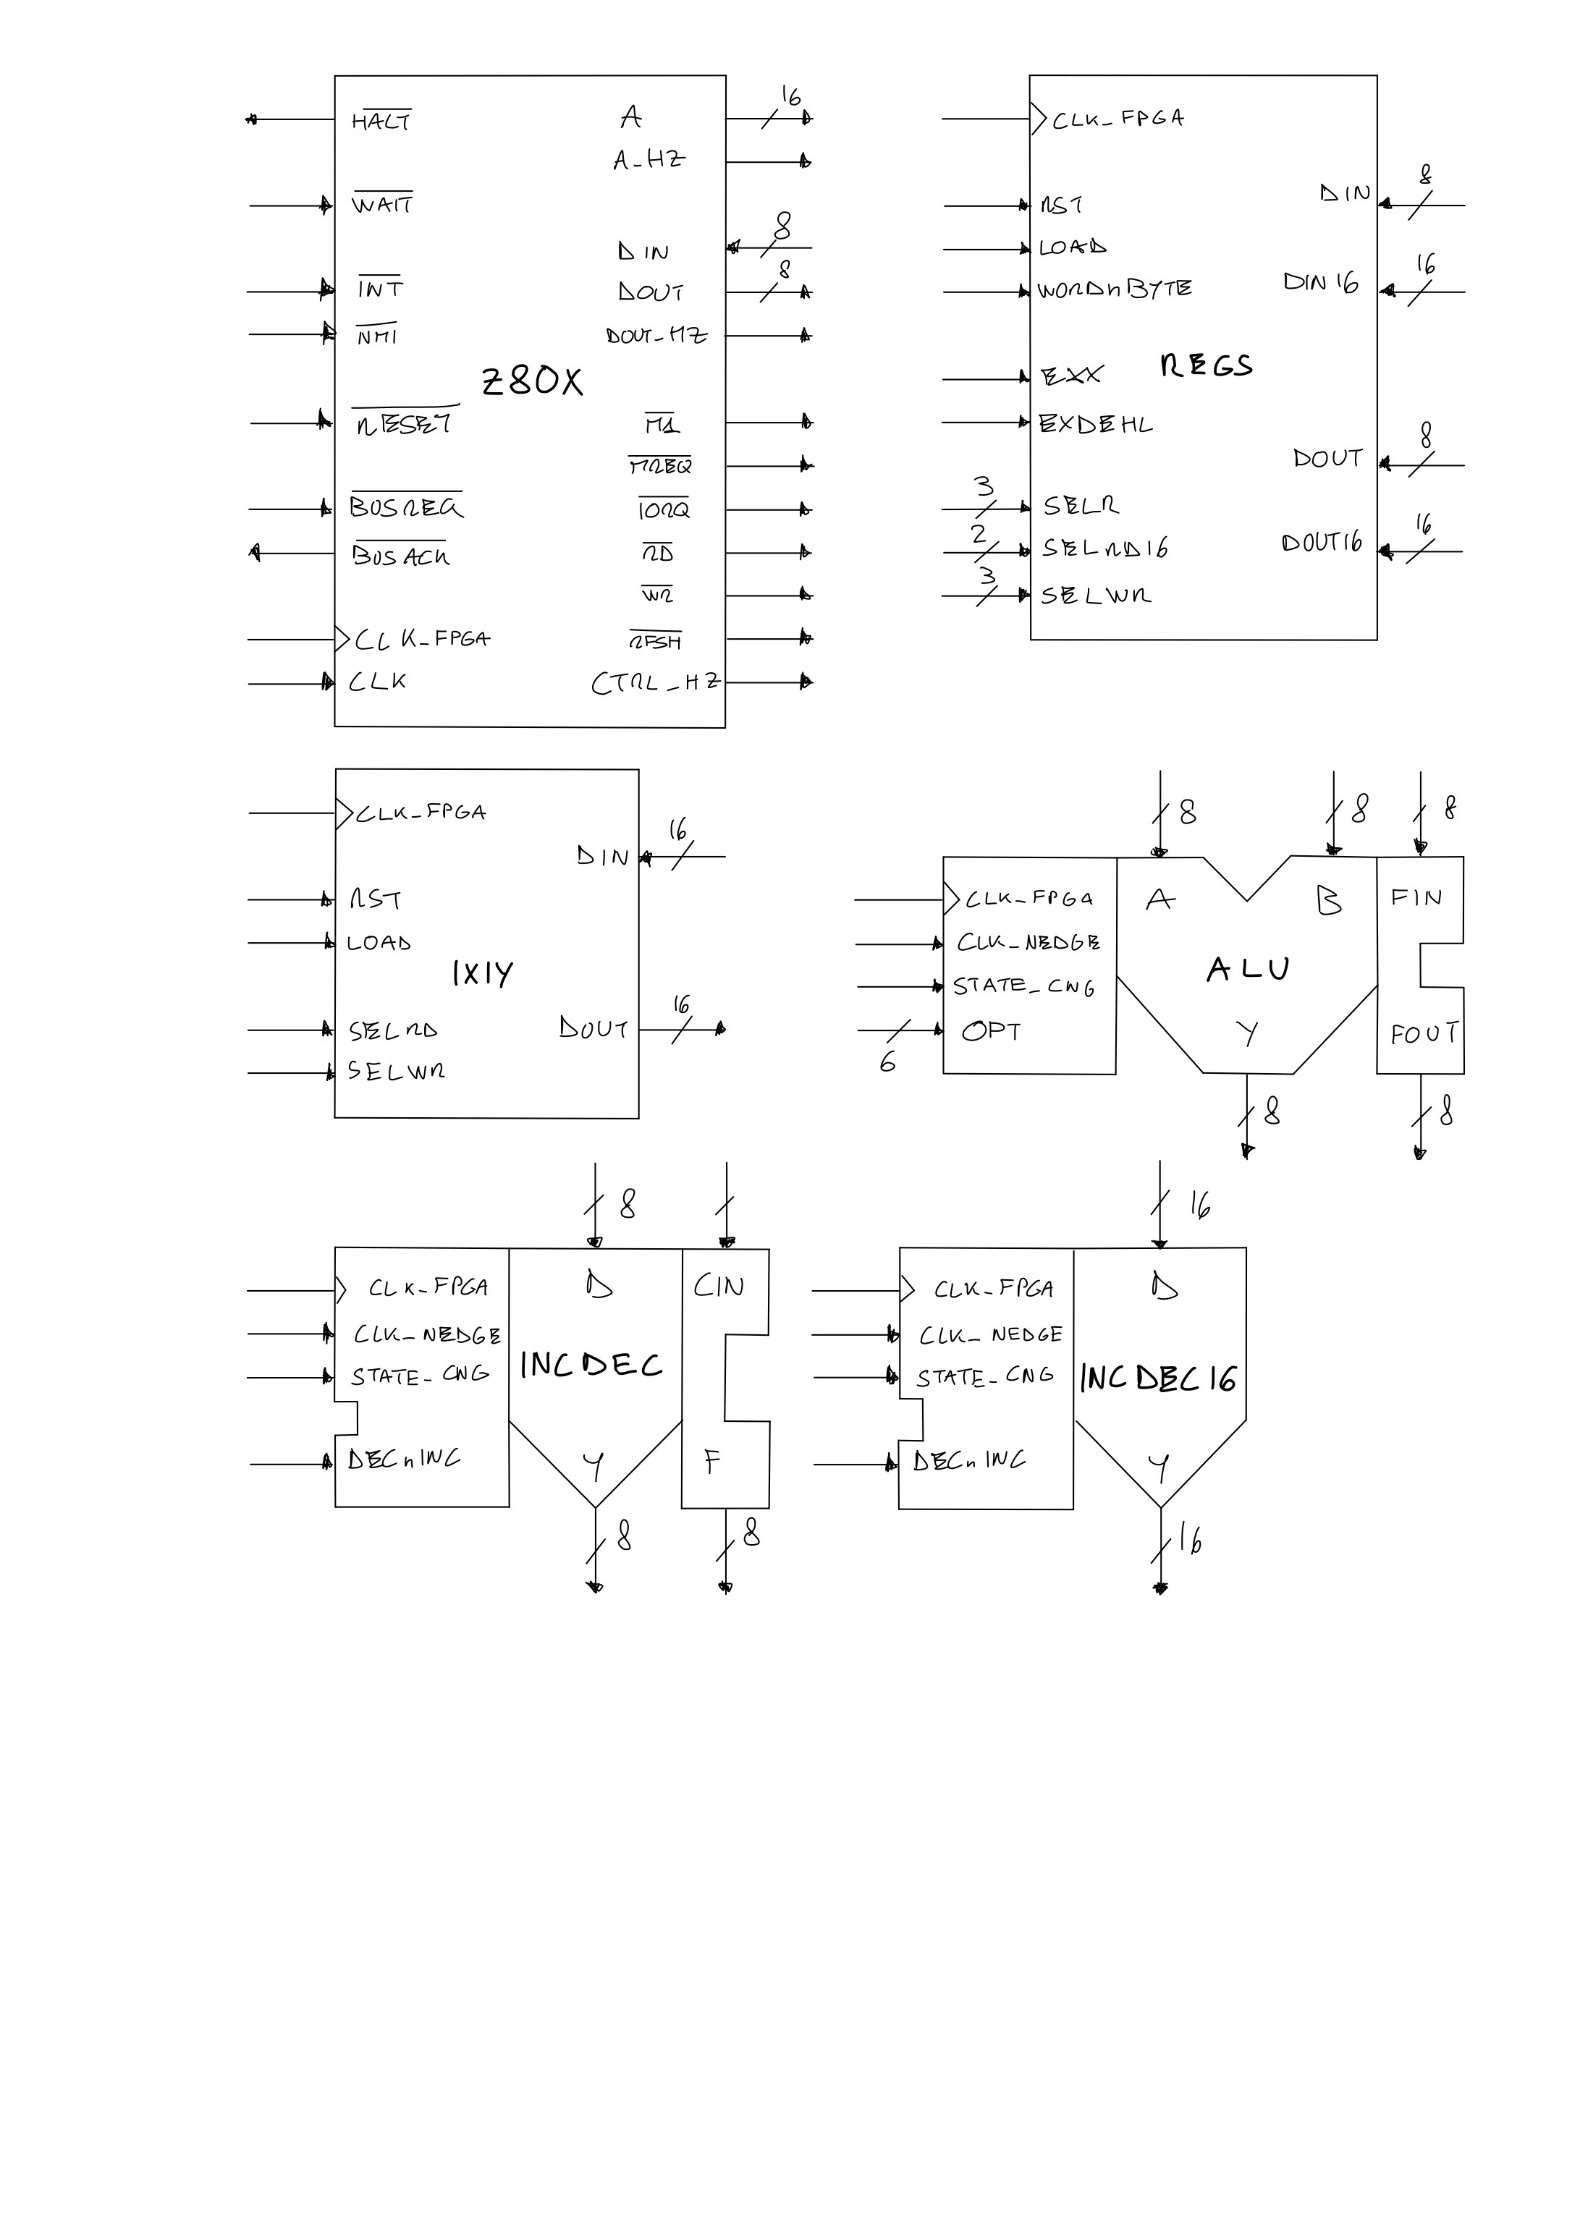 HALT
A
16
A_HZ
WAIT
DIN
8
INT
DOUT
8
NMI
DOUT_HZ
Z80X
RESET
M1
MREQ
BUSREQ
IORQ
BUSACK
RD
WR
CLK_FPGA
RFSH
CLK
CTRL_HZ
CLK_FPGA
8
RST
DIN
LOAD
16
WORDnBYTE
DIN16
EXX
REGS
EXDEHL
8
DOUT
3
SELR
16
2
SELRD16
DOUT16
3
SELWR
CLK_FPGA
16
DIN
RST
LOAD
IXIY
16
SELRD
DOUT
SELWR
8
8
8
CLK_FPGA
A
B
FIN
CLK_NEDGE
STATE_CNG
ALU
OPT
Y
FOUT
6
8
8
8
CLK_FPGA
D
CIN
CLK_NEDGE
STATE_CNG
INCDEC
DECnINC
Y
F
8
8
16
CLK_FPGA
D
CLK_NEDGE
STATE_CNG
INCDEC16
DECnINC
Y
16